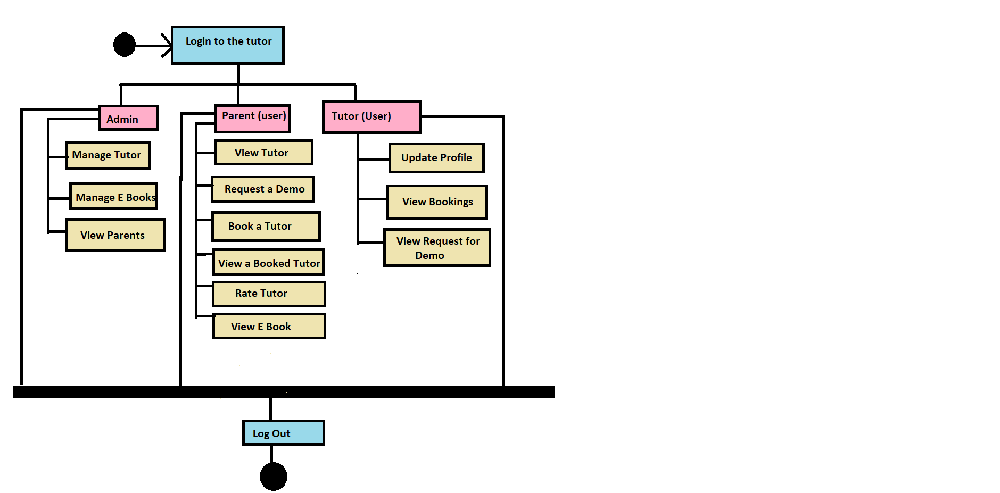 Login to the tutor
Admin
Manage Tutor
Manage E Books
View Parents
Parent (user)
View Tutor
Request a Demo
Book a Tutor
View a Booked Tutor
Rate Tutor
View E Book
Tutor (User)
Update Profile
View Bookings
View Request for
Demo
Log Out